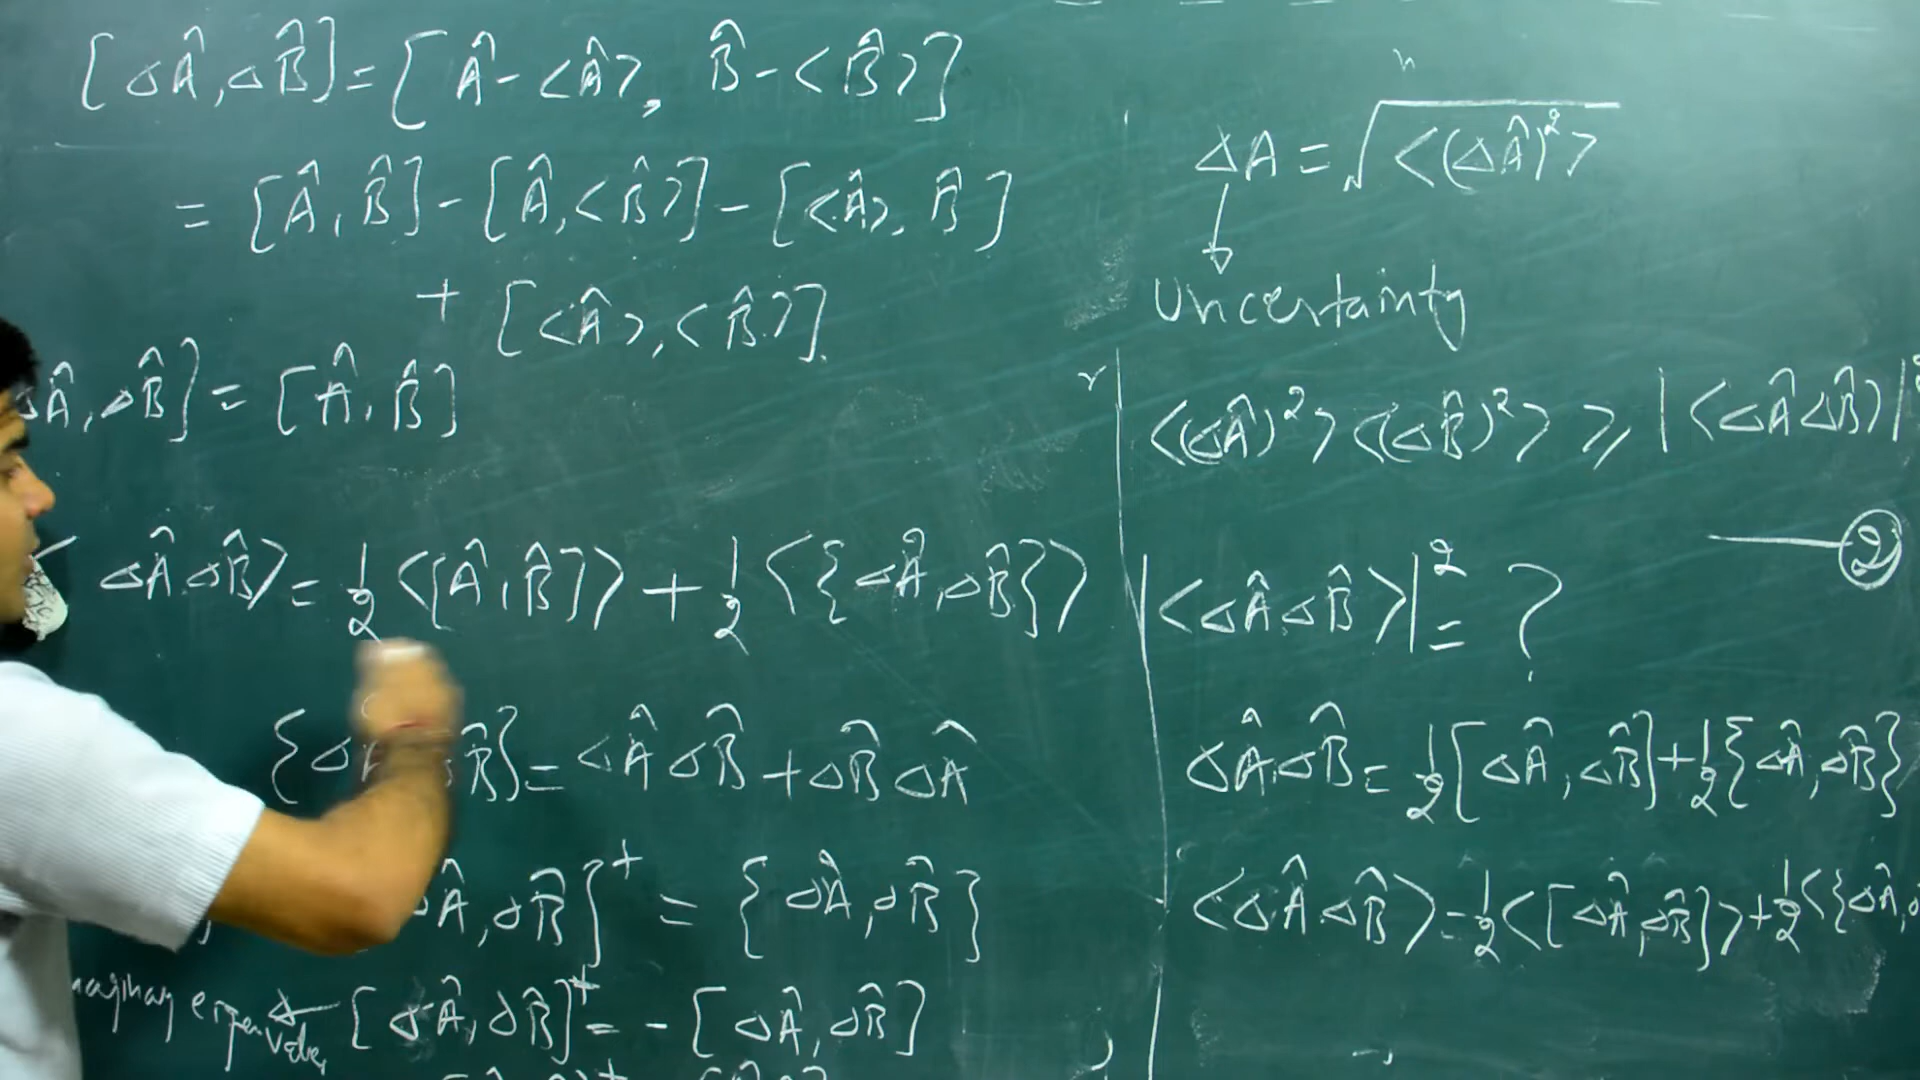 [ΔÂ, ΔB̂] = [Â - <Â>, B̂ - <B̂>]
= [Â, B̂] - [Â, <B̂>] - [<Â>, B̂]
+ [<Â>, <B̂>]
ΔÂ, ΔB̂] = [Â, B̂]
ΔÂ ΔB̂> = 1/2 <[Â, B̂]> + 1/2 <{ΔÂ, ΔB̂}>
{ΔÂ, ΔB̂} = ΔÂ ΔB̂ + ΔB̂ ΔÂ
ΔÂ, ΔB̂}⁺ = {ΔÂ, ΔB̂}
[ΔÂ, ΔB̂]⁺ = - [ΔÂ, ΔB̂]
ΔA = √<(ΔÂ)²>
Uncertainty
<(ΔÂ)²> <(ΔB̂)²> ≥ |<ΔÂ ΔB̂>|²
②
|<ΔÂ ΔB̂>|² = ?
ΔÂ ΔB̂ = 1/2 [ΔÂ, ΔB̂] + 1/2 {ΔÂ, ΔB̂}
<ΔÂ ΔB̂> = 1/2 <[ΔÂ, ΔB̂]> + 1/2 <{ΔÂ,